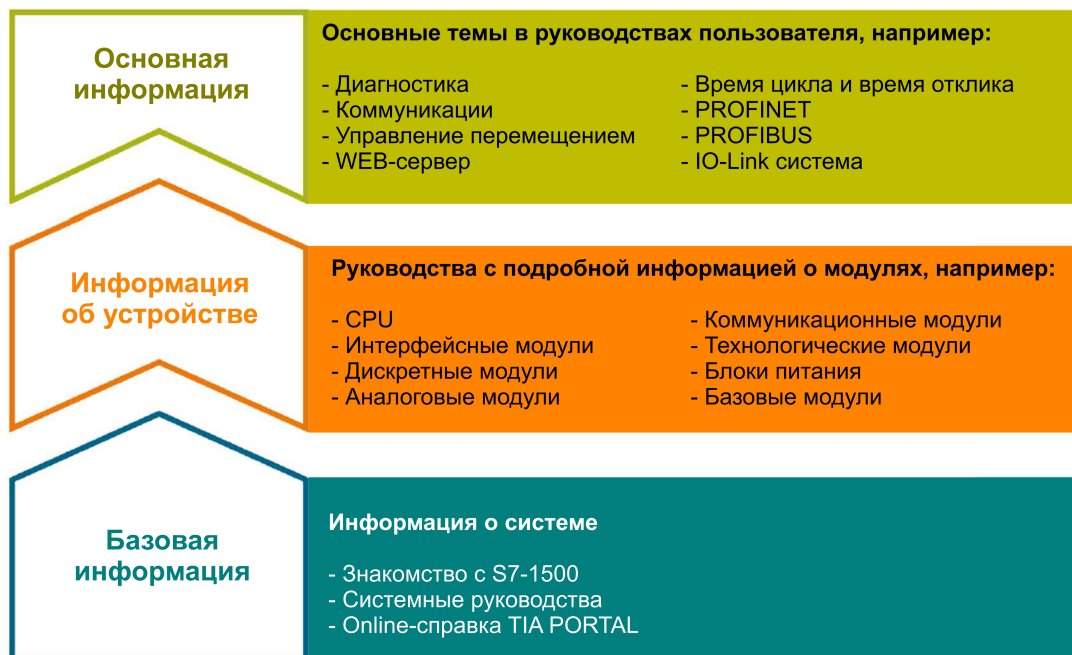 Основная
информация
Основные темы в руководствах пользователя, например:
- Диагностика
- Коммуникации
- Управление перемещением
- WEB-сервер
- Время цикла и время отклика
- PROFINET
- PROFIBUS
- IO-Link система
Информация
об устройстве
Руководства с подробной информацией о модулях, например:
- CPU
- Интерфейсные модули
- Дискретные модули
- Аналоговые модули
- Коммуникационные модули
- Технологические модули
- Блоки питания
- Базовые модули
Базовая
информация
Информация о системе
- Знакомство с S7-1500
- Системные руководства
- Online-справка TIA PORTAL